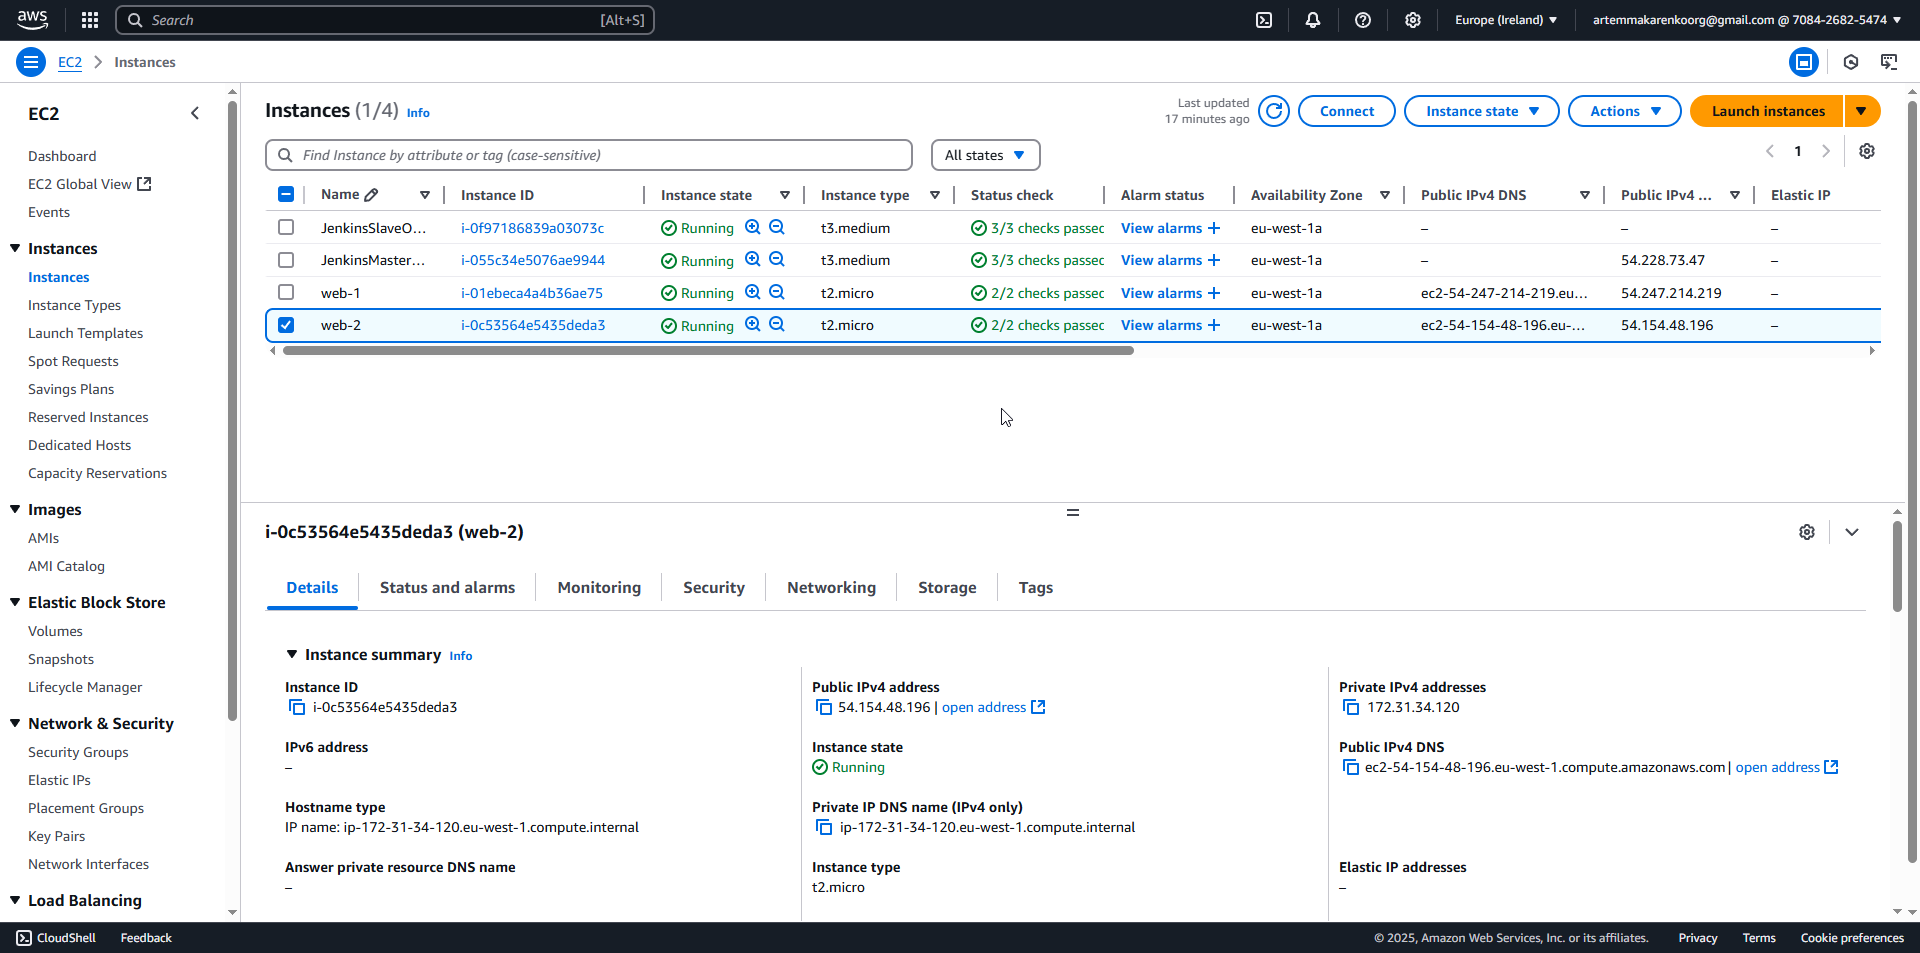 aws
Search [Alt+S]
Europe (Ireland)
artemmakarenkoorg@gmail.com @ 7084-2682-5474
EC2
Instances
EC2
Dashboard
EC2 Global View
Events
Instances
Instances
Instance Types
Launch Templates
Spot Requests
Savings Plans
Reserved Instances
Dedicated Hosts
Capacity Reservations
Images
AMIs
AMI Catalog
Elastic Block Store
Volumes
Snapshots
Lifecycle Manager
Network & Security
Security Groups
Elastic IPs
Placement Groups
Key Pairs
Network Interfaces
Load Balancing
Instances (1/4) Info
Last updated
17 minutes ago
Connect
Instance state
Actions
Launch instances
Find Instance by attribute or tag (case-sensitive)
All states
1
Name Instance ID Instance state Instance type Status check Alarm status Availability Zone Public IPv4 DNS Public IPv4 ... Elastic IP
JenkinsSlaveO... i-0f97186839a03073c Running t3.medium 3/3 checks passec View alarms + eu-west-1a – – –
JenkinsMaster... i-055c34e5076ae9944 Running t3.medium 3/3 checks passec View alarms + eu-west-1a – 54.228.73.47 –
web-1 i-01ebeca4a4b36ae75 Running t2.micro 2/2 checks passec View alarms + eu-west-1a ec2-54-247-214-219.eu... 54.247.214.219 –
web-2 i-0c53564e5435deda3 Running t2.micro 2/2 checks passec View alarms + eu-west-1a ec2-54-154-48-196.eu-... 54.154.48.196 –
i-0c53564e5435deda3 (web-2)
Details
Status and alarms
Monitoring
Security
Networking
Storage
Tags
Instance summary Info
Instance ID
i-0c53564e5435deda3
Public IPv4 address
54.154.48.196 | open address
Private IPv4 addresses
172.31.34.120
IPv6 address
–
Instance state
Running
Public IPv4 DNS
ec2-54-154-48-196.eu-west-1.compute.amazonaws.com | open address
Hostname type
IP name: ip-172-31-34-120.eu-west-1.compute.internal
Private IP DNS name (IPv4 only)
ip-172-31-34-120.eu-west-1.compute.internal
Answer private resource DNS name
–
Instance type
t2.micro
Elastic IP addresses
–
CloudShell
Feedback
© 2025, Amazon Web Services, Inc. or its affiliates.
Privacy
Terms
Cookie preferences